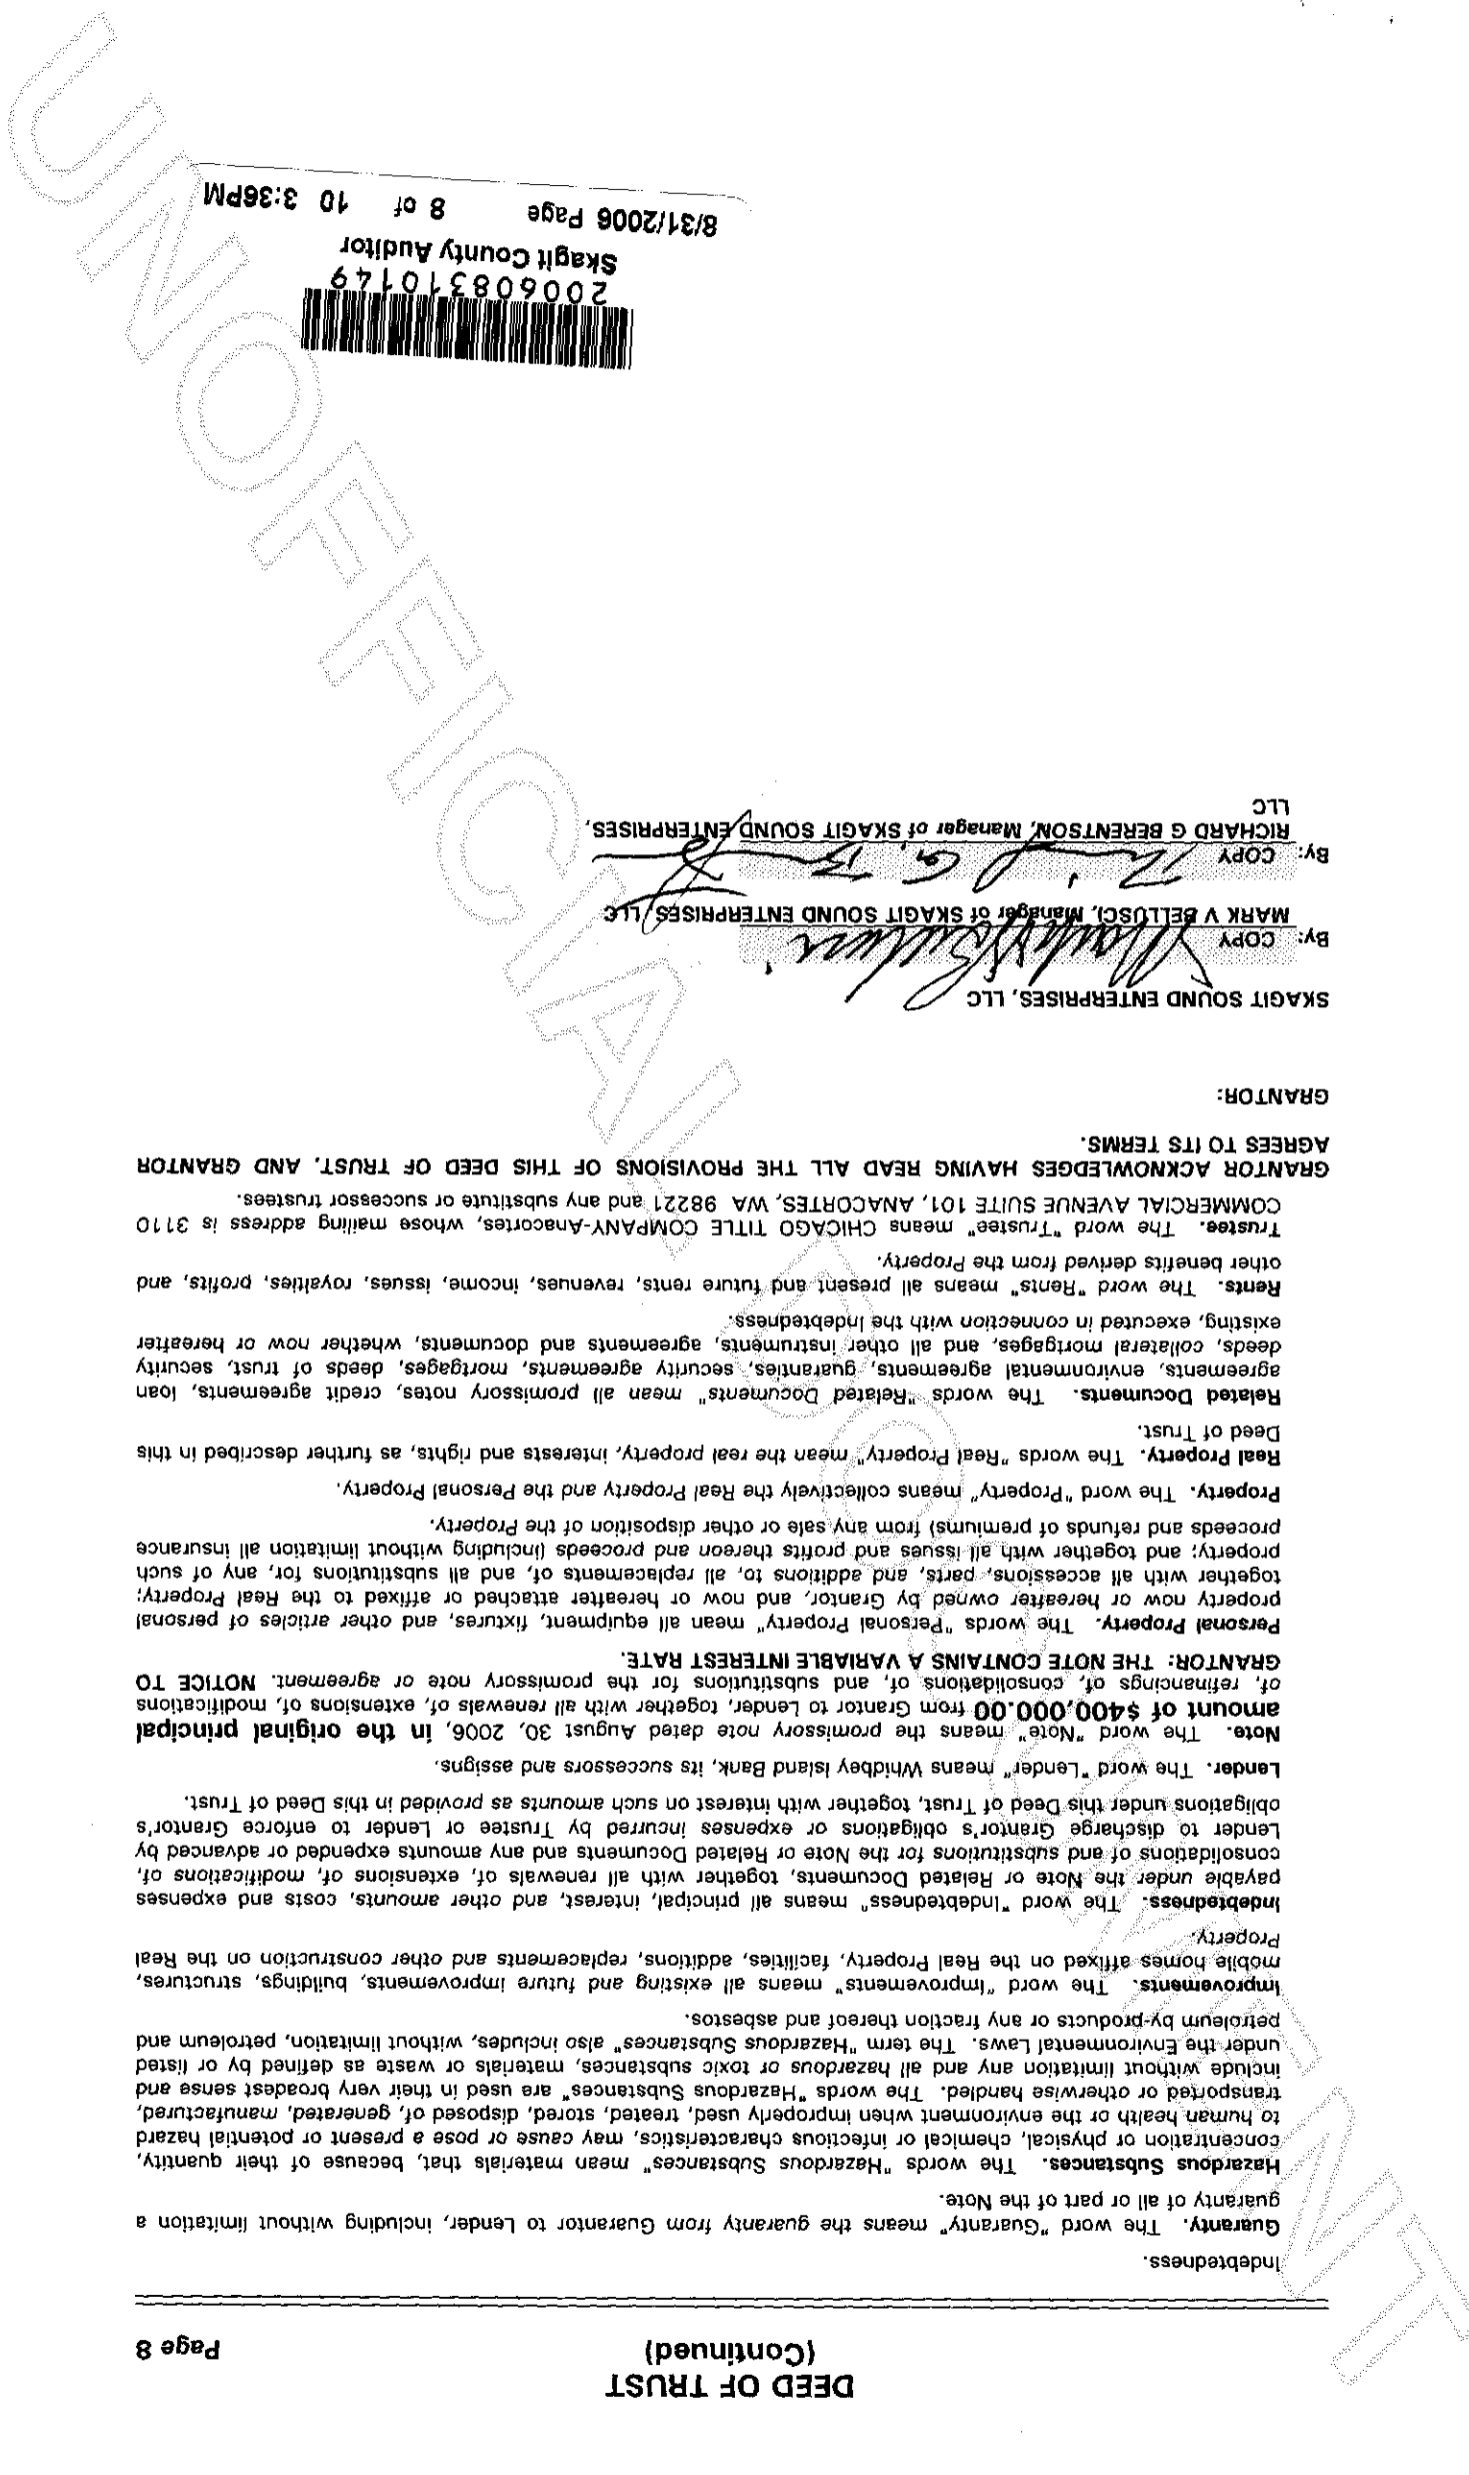 DEED OF TRUST
(Continued)
Page 8
Indebtedness.
Guaranty. The word "Guaranty" means the guaranty from Guarantor to Lender, including without limitation a
guaranty of all or part of the Note.
Hazardous Substances. The words "Hazardous Substances" mean materials that, because of their quantity,
concentration or physical, chemical or infectious characteristics, may cause or pose a present or potential hazard
to human health or the environment when improperly used, treated, stored, disposed of, generated, manufactured,
transported or otherwise handled. The words "Hazardous Substances" are used in their very broadest sense and
include without limitation any and all hazardous or toxic substances, materials or waste as defined by or listed
under the Environmental Laws. The term "Hazardous Substances" also includes, without limitation, petroleum and
petroleum by-products or any fraction thereof and asbestos.
Improvements. The word "Improvements" means all existing and future improvements, buildings, structures,
mobile homes affixed on the Real Property, facilities, additions, replacements and other construction on the Real
Property.
Indebtedness. The word "Indebtedness" means all principal, interest, and other amounts, costs and expenses
payable under the Note or Related Documents, together with all renewals of, extensions of, modifications of,
consolidations of and substitutions for the Note or Related Documents and any amounts expended or advanced by
Lender to discharge Grantor's obligations or expenses incurred by Trustee or Lender to enforce Grantor's
obligations under this Deed of Trust, together with interest on such amounts as provided in this Deed of Trust.
Lender. The word "Lender" means Whidbey Island Bank, its successors and assigns.
Note. The word "Note" means the promissory note dated August 30, 2006, in the original principal
amount of $400,000.00 from Grantor to Lender, together with all renewals of, extensions of, modifications
of, refinancings of, consolidations of, and substitutions for the promissory note or agreement. NOTICE TO
GRANTOR: THE NOTE CONTAINS A VARIABLE INTEREST RATE.
Personal Property. The words "Personal Property" mean all equipment, fixtures, and other articles of personal
property now or hereafter owned by Grantor, and now or hereafter attached or affixed to the Real Property;
together with all accessions, parts, and additions to, all replacements of, and all substitutions for, any of such
property; and together with all issues and profits thereon and proceeds (including without limitation all insurance
proceeds and refunds of premiums) from any sale or other disposition of the Property.
Property. The word "Property" means collectively the Real Property and the Personal Property.
Real Property. The words "Real Property" mean the real property, interests and rights, as further described in this
Deed of Trust.
Related Documents. The words "Related Documents" mean all promissory notes, credit agreements, loan
agreements, environmental agreements, guaranties, security agreements, mortgages, deeds of trust, security
deeds, collateral mortgages, and all other instruments, agreements and documents, whether now or hereafter
existing, executed in connection with the Indebtedness.
Rents. The word "Rents" means all present and future rents, revenues, income, issues, royalties, profits, and
other benefits derived from the Property.
Trustee. The word "Trustee" means CHICAGO TITLE COMPANY-Anacortes, whose mailing address is 3110
COMMERCIAL AVENUE SUITE 101, ANACORTES, WA 98221 and any substitute or successor trustees.
GRANTOR ACKNOWLEDGES HAVING READ ALL THE PROVISIONS OF THIS DEED OF TRUST, AND GRANTOR
AGREES TO ITS TERMS.
GRANTOR:
SKAGIT SOUND ENTERPRISES, LLC
By: COPY
MARK V BELLUSCI, Manager of SKAGIT SOUND ENTERPRISES, LLC
By: COPY
RICHARD G BERENTSON, Manager of SKAGIT SOUND ENTERPRISES,
LLC
200608310149
Skagit County Auditor
8/31/2006 Page 8 of 10 3:36PM
UNOFFICIAL DOCUMENT